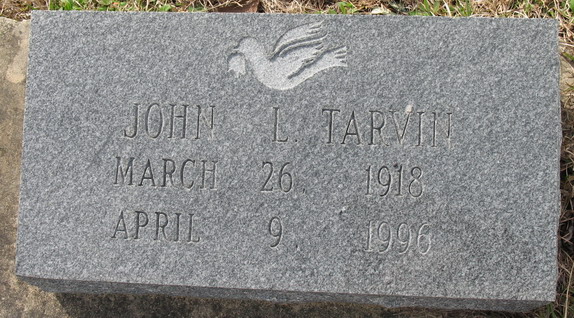 JOHN L. TARVIN
MARCH 26 1918
APRIL 9 1996